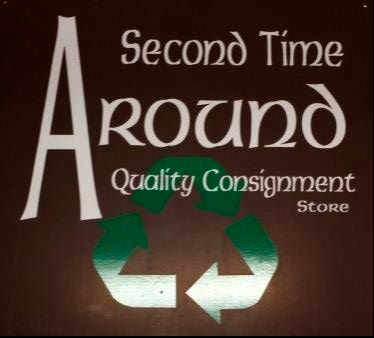 Second Time
Around
Quality Consignment
Store